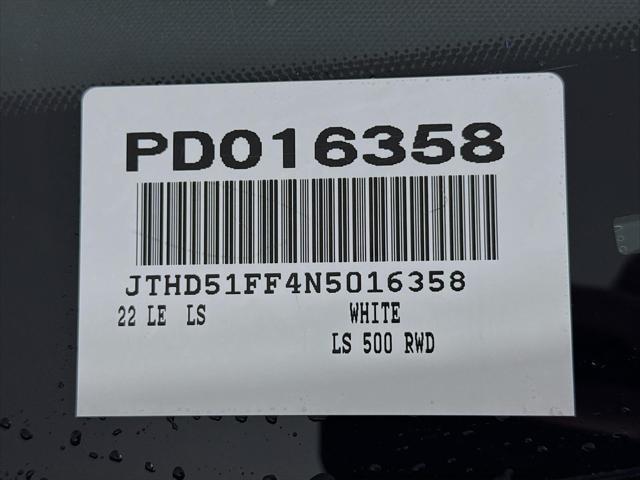 PD016358
JTHD51FF4N5016358
22 LE LS WHITE
LS 500 RWD